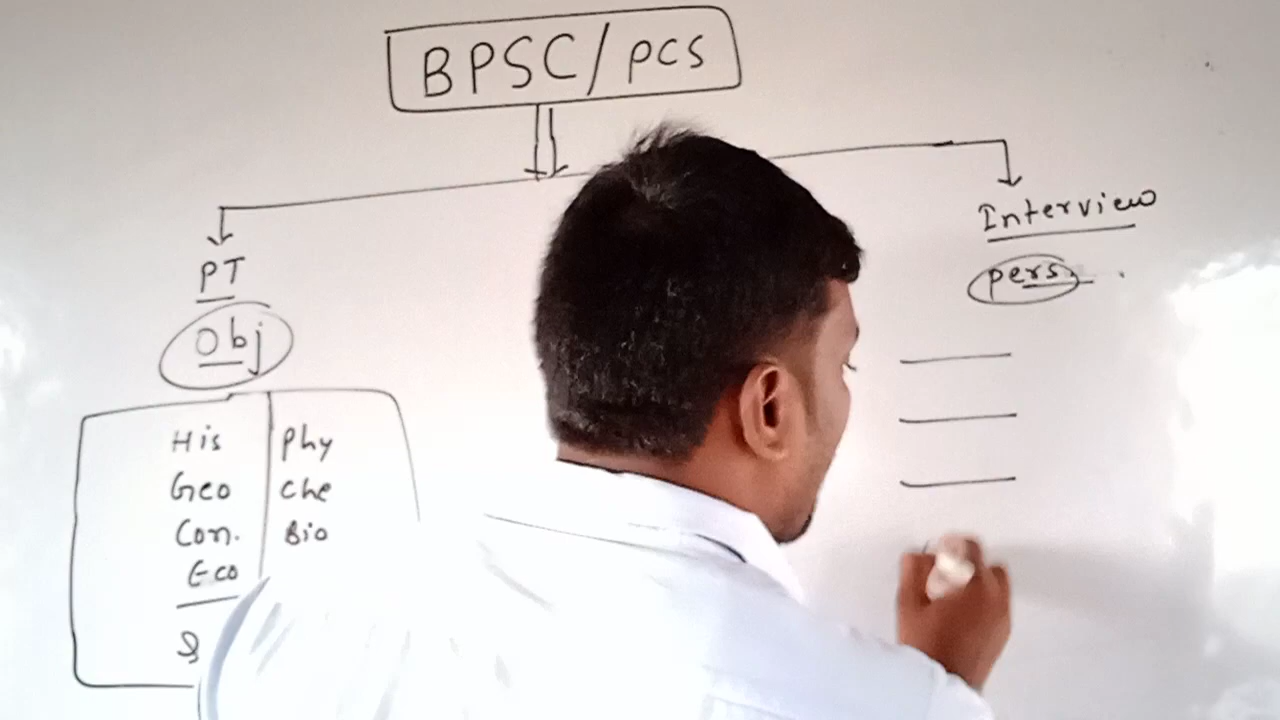 BPSC/PCS
PT
Obj
His Phy
Geo Che
Con. Bio
Eco
Interview
pers.